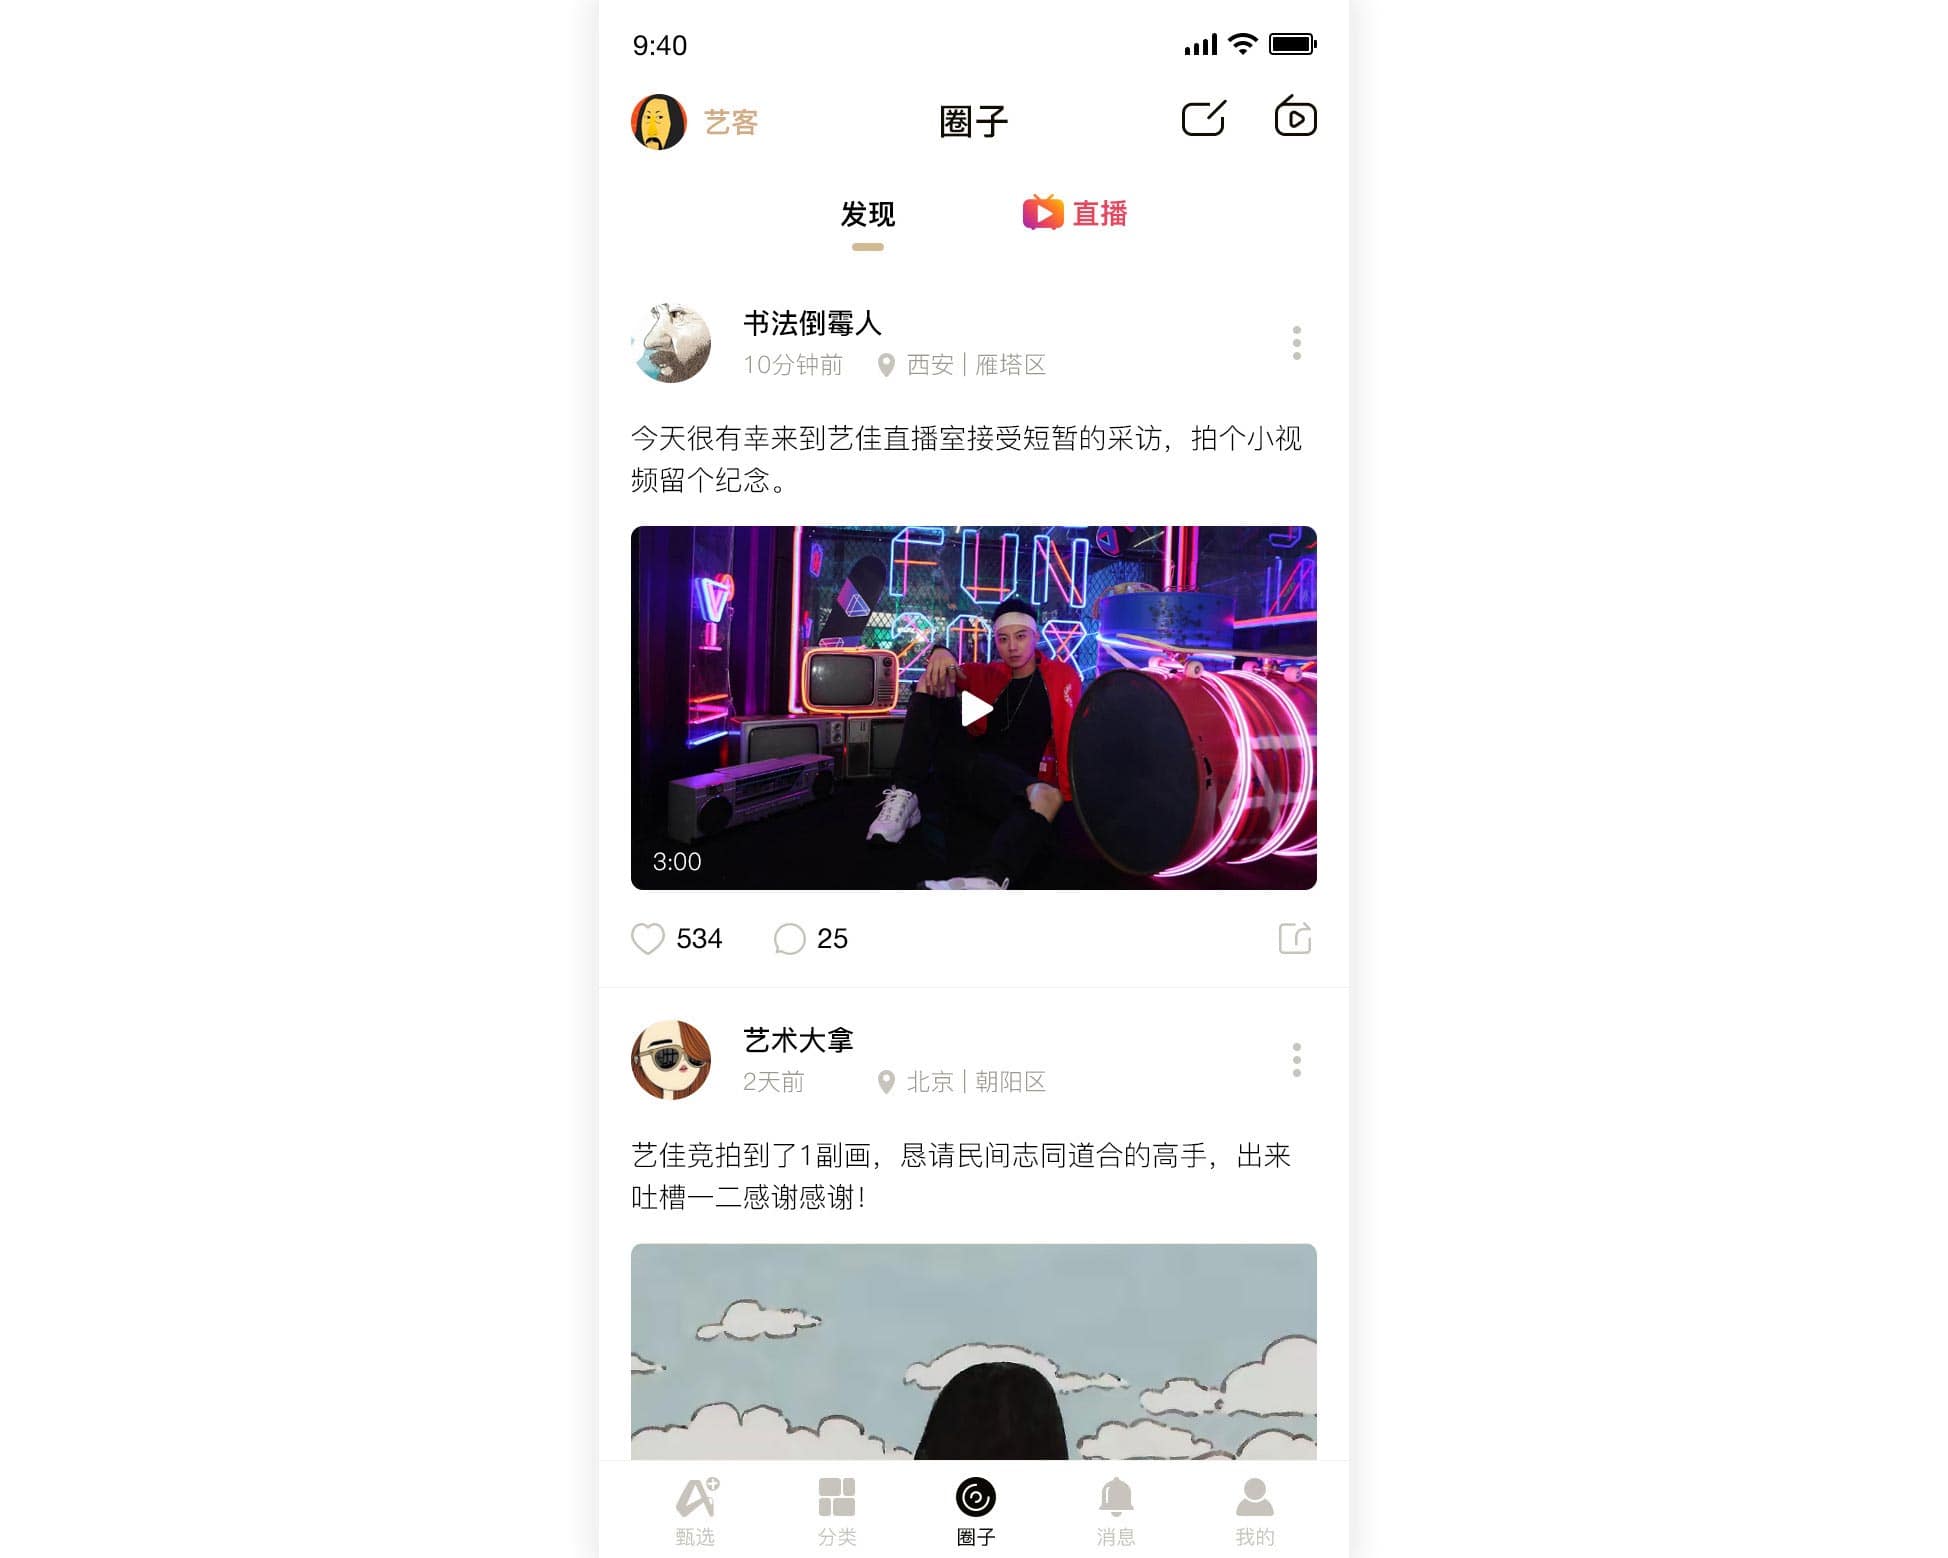 9:40
艺客
圈子
发现
直播
书法倒霉人
10分钟前 西安 | 雁塔区
今天很有幸来到艺佳直播室接受短暂的采访，拍个小视
频留个纪念。
FUN
3:00
534 25
艺术大拿
2天前 北京 | 朝阳区
艺佳竞拍到了1副画，恳请民间志同道合的高手，出来
吐槽一二感谢感谢！
甄选 分类 圈子 消息 我的